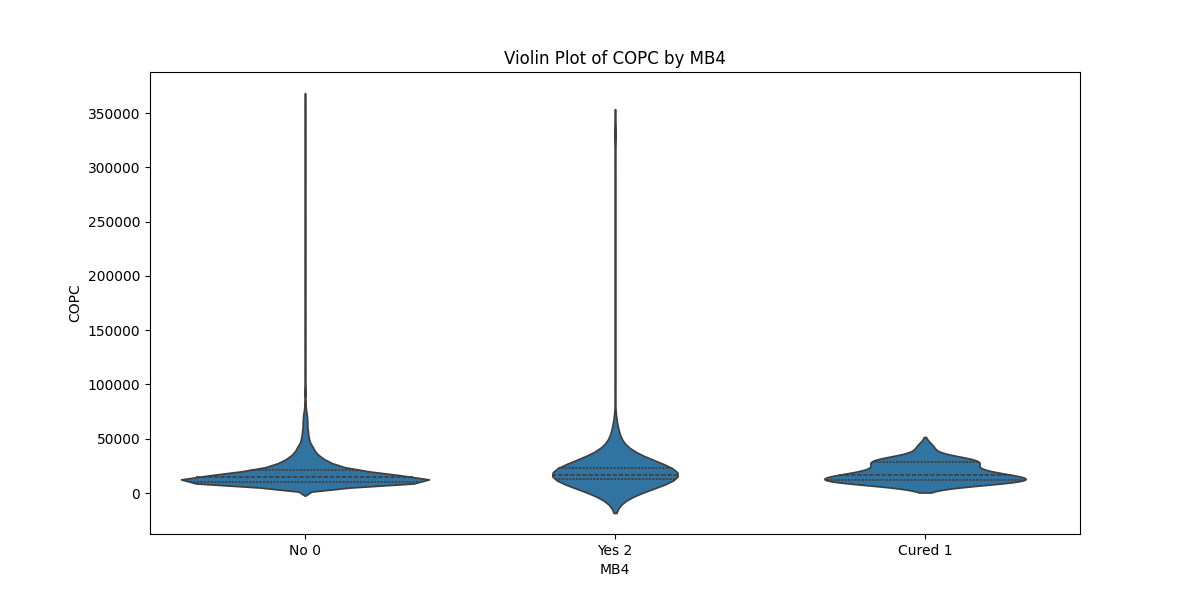 Violin Plot of COPC by MB4
COPC
350000
300000
250000
200000
150000
100000
50000
0
No 0
Yes 2
Cured 1
MB4